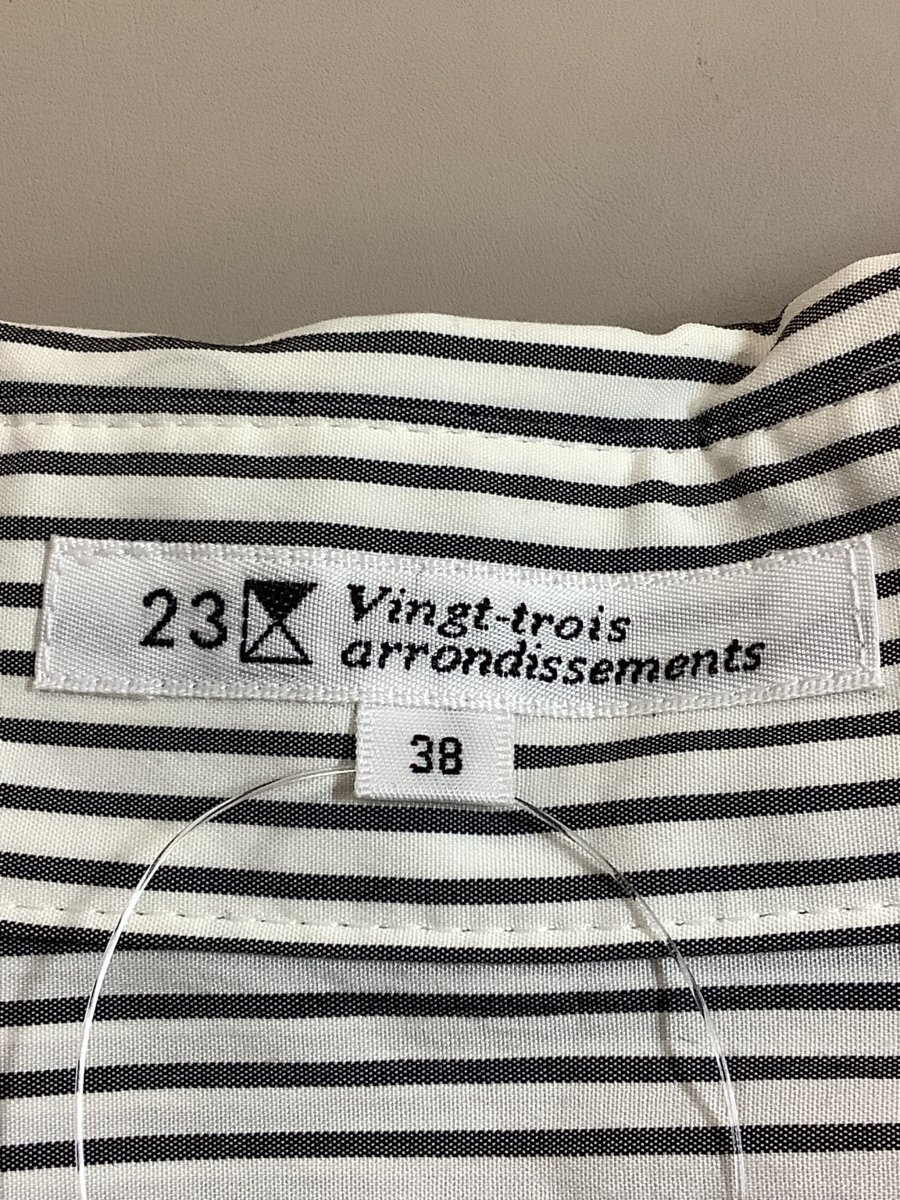 23 Vingt-trois
arrondissements
38